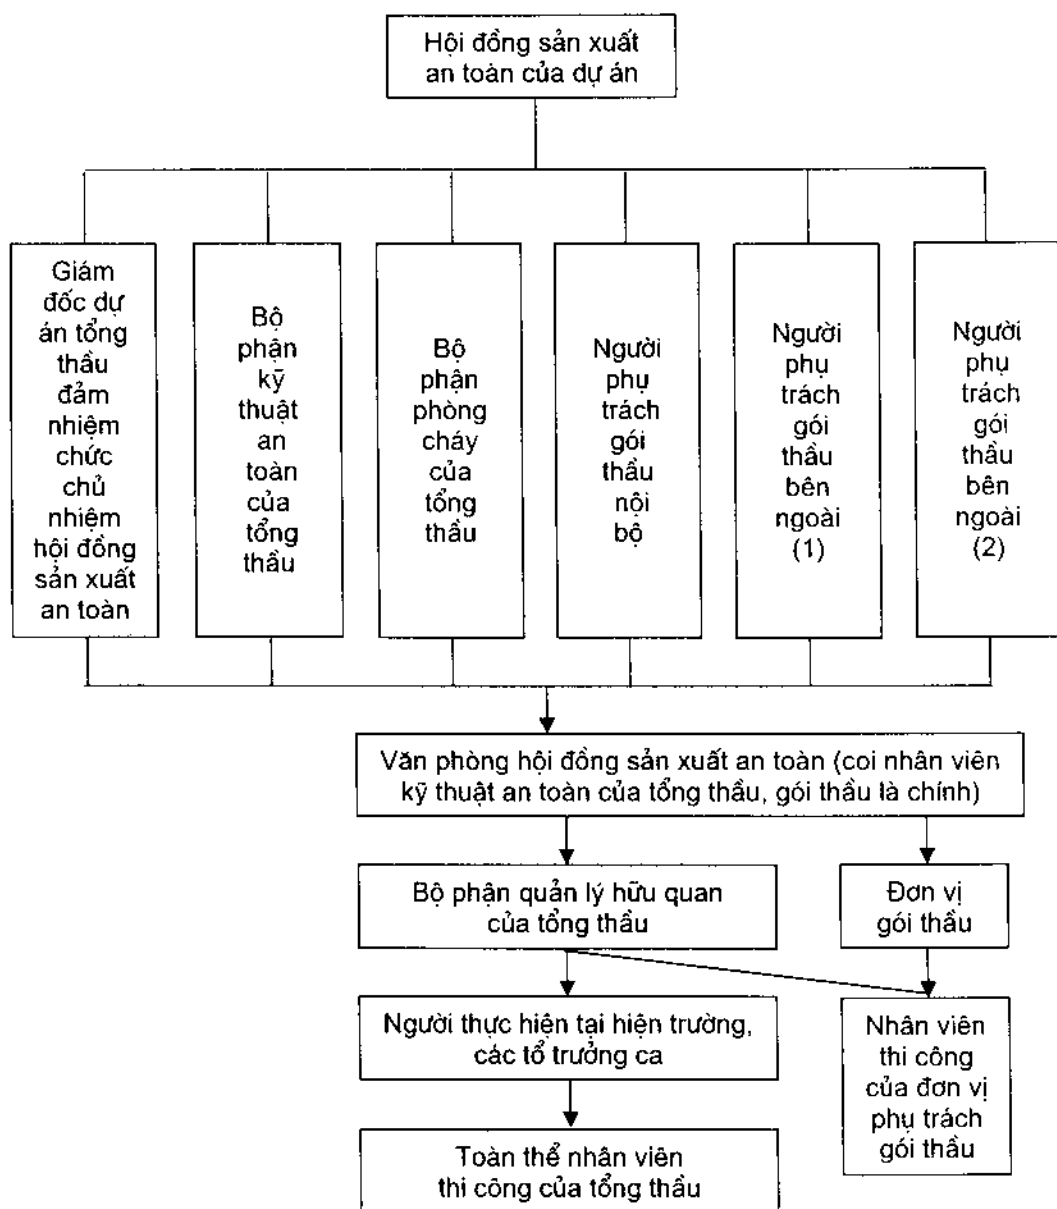 Hội đồng sản xuất
an toàn của dự án
Giám
đốc dự
án tổng
thầu
đảm
nhiệm
chức
chủ
nhiệm
hội đồng
sản xuất
an toàn
Bộ
phận
kỹ
thuật
an
toàn
của
tổng
thầu
Bộ
phận
phòng
cháy
của
tổng
thầu
Người
phụ
trách
gói
thầu
nội
bộ
Người
phụ
trách
gói
thầu
bên
ngoài
(1)
Người
phụ
trách
gói
thầu
bên
ngoài
(2)
Văn phòng hội đồng sản xuất an toàn (coi nhân viên
kỹ thuật an toàn của tổng thầu, gói thầu là chính)
Bộ phận quản lý hữu quan
của tổng thầu
Đơn vị
gói thầu
Người thực hiện tại hiện trường,
các tổ trưởng ca
Nhân viên
thi công
của đơn vị
phụ trách
gói thầu
Toàn thể nhân viên
thi công của tổng thầu